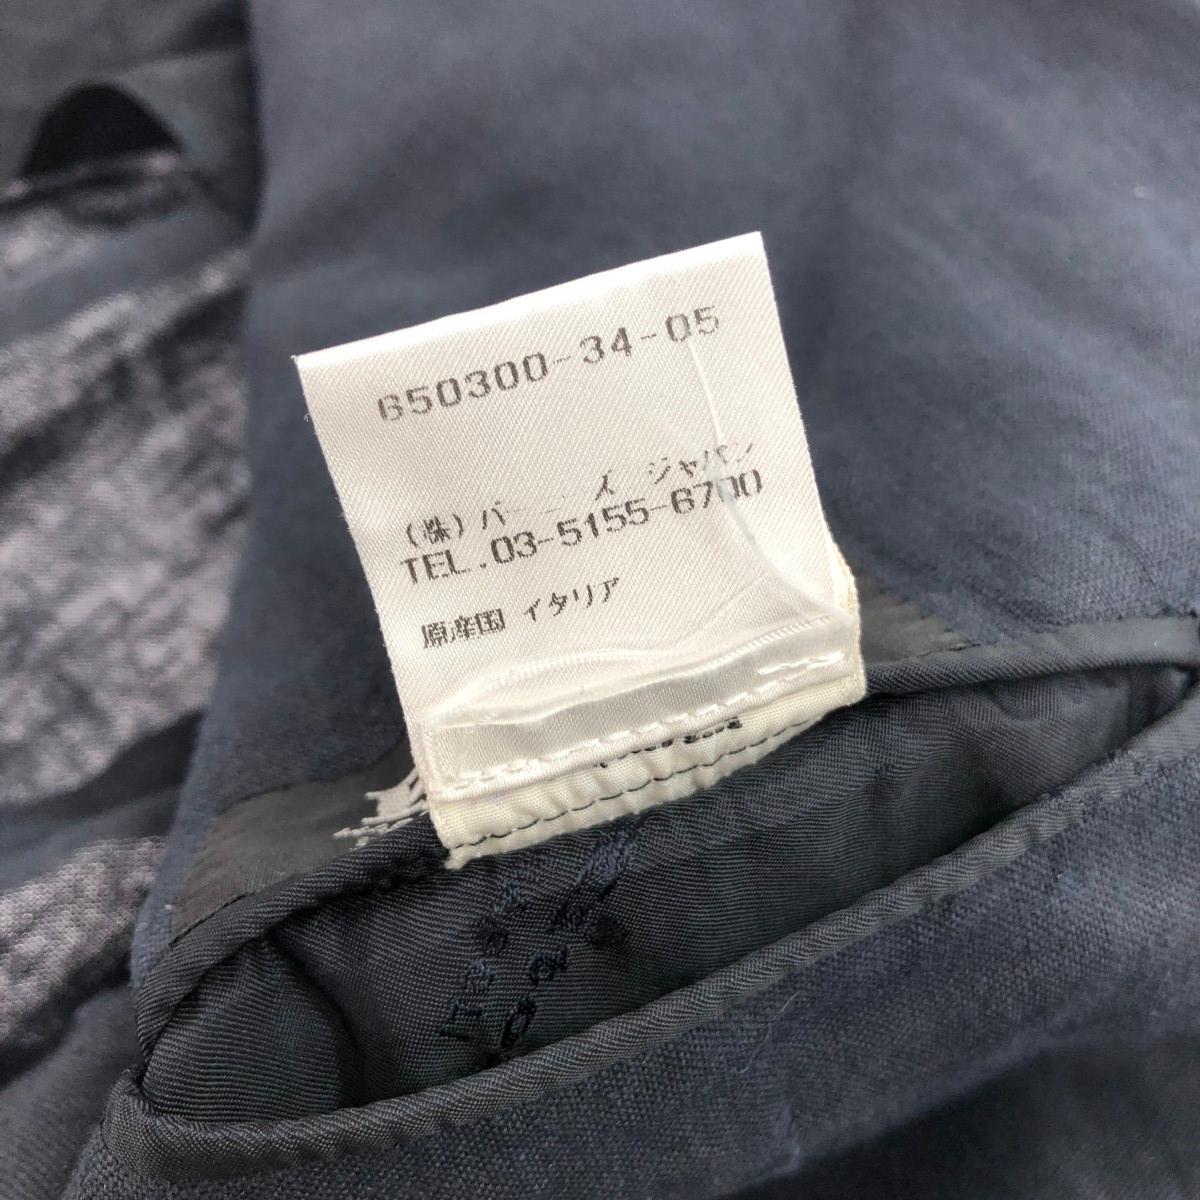 650300-34-05
(株)バーニーズ ジャパン
TEL.03-5155-6700
原産国 イタリア